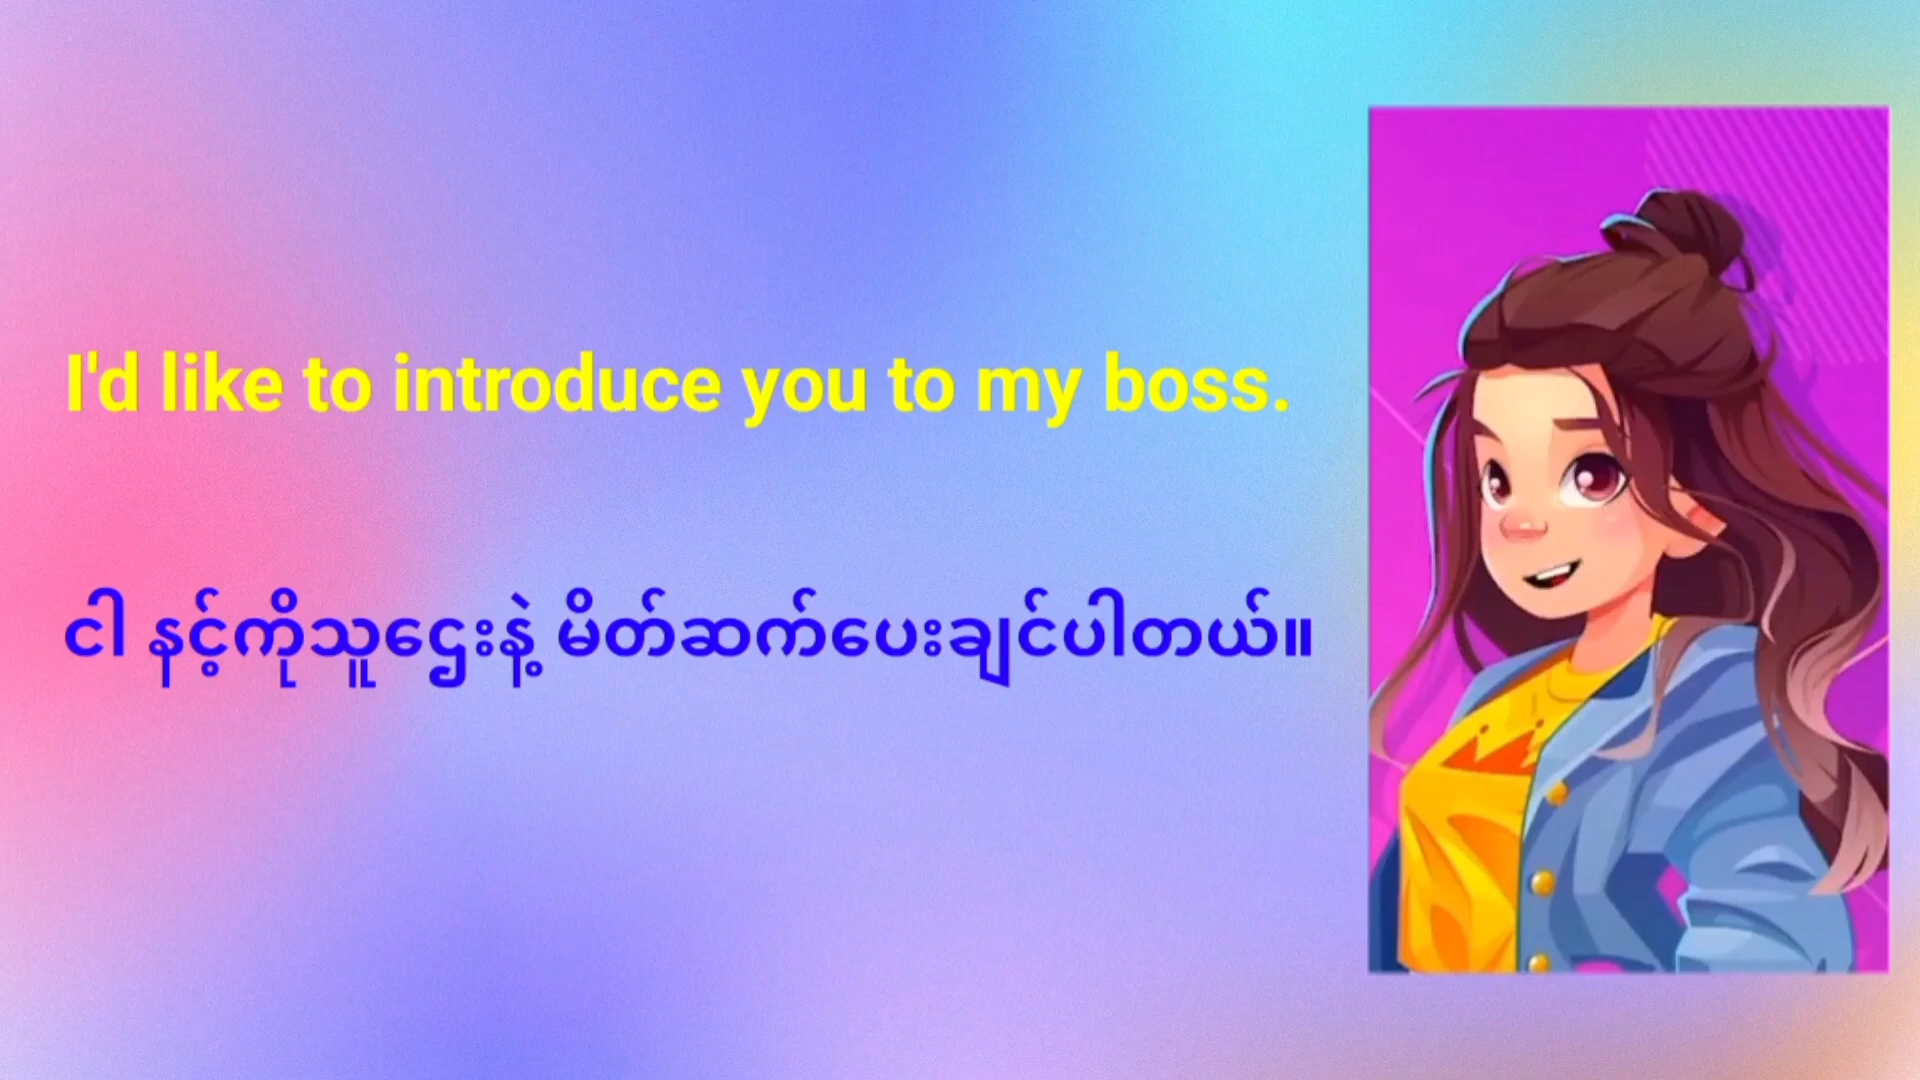 I'd like to introduce you to my boss.
ငါ နင့်ကိုသူဌေးနဲ့ မိတ်ဆက်ပေးချင်ပါတယ်။